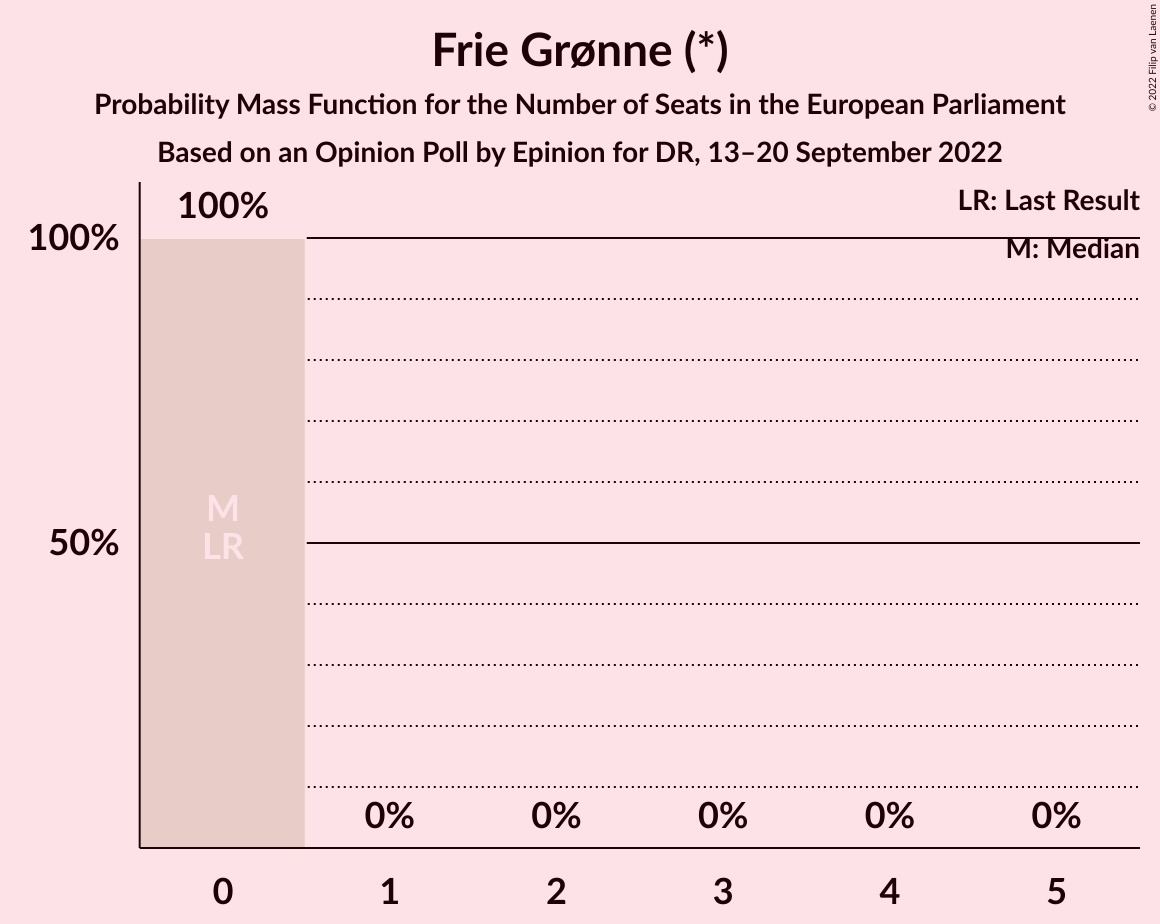 Frie Grønne (*)
Probability Mass Function for the Number of Seats in the European Parliament
Based on an Opinion Poll by Epinion for DR, 13–20 September 2022
© 2022 Filip van Laenen
LR: Last Result
M: Median
100%
100%
50%
M
LR
0% 0% 0% 0% 0%
0 1 2 3 4 5